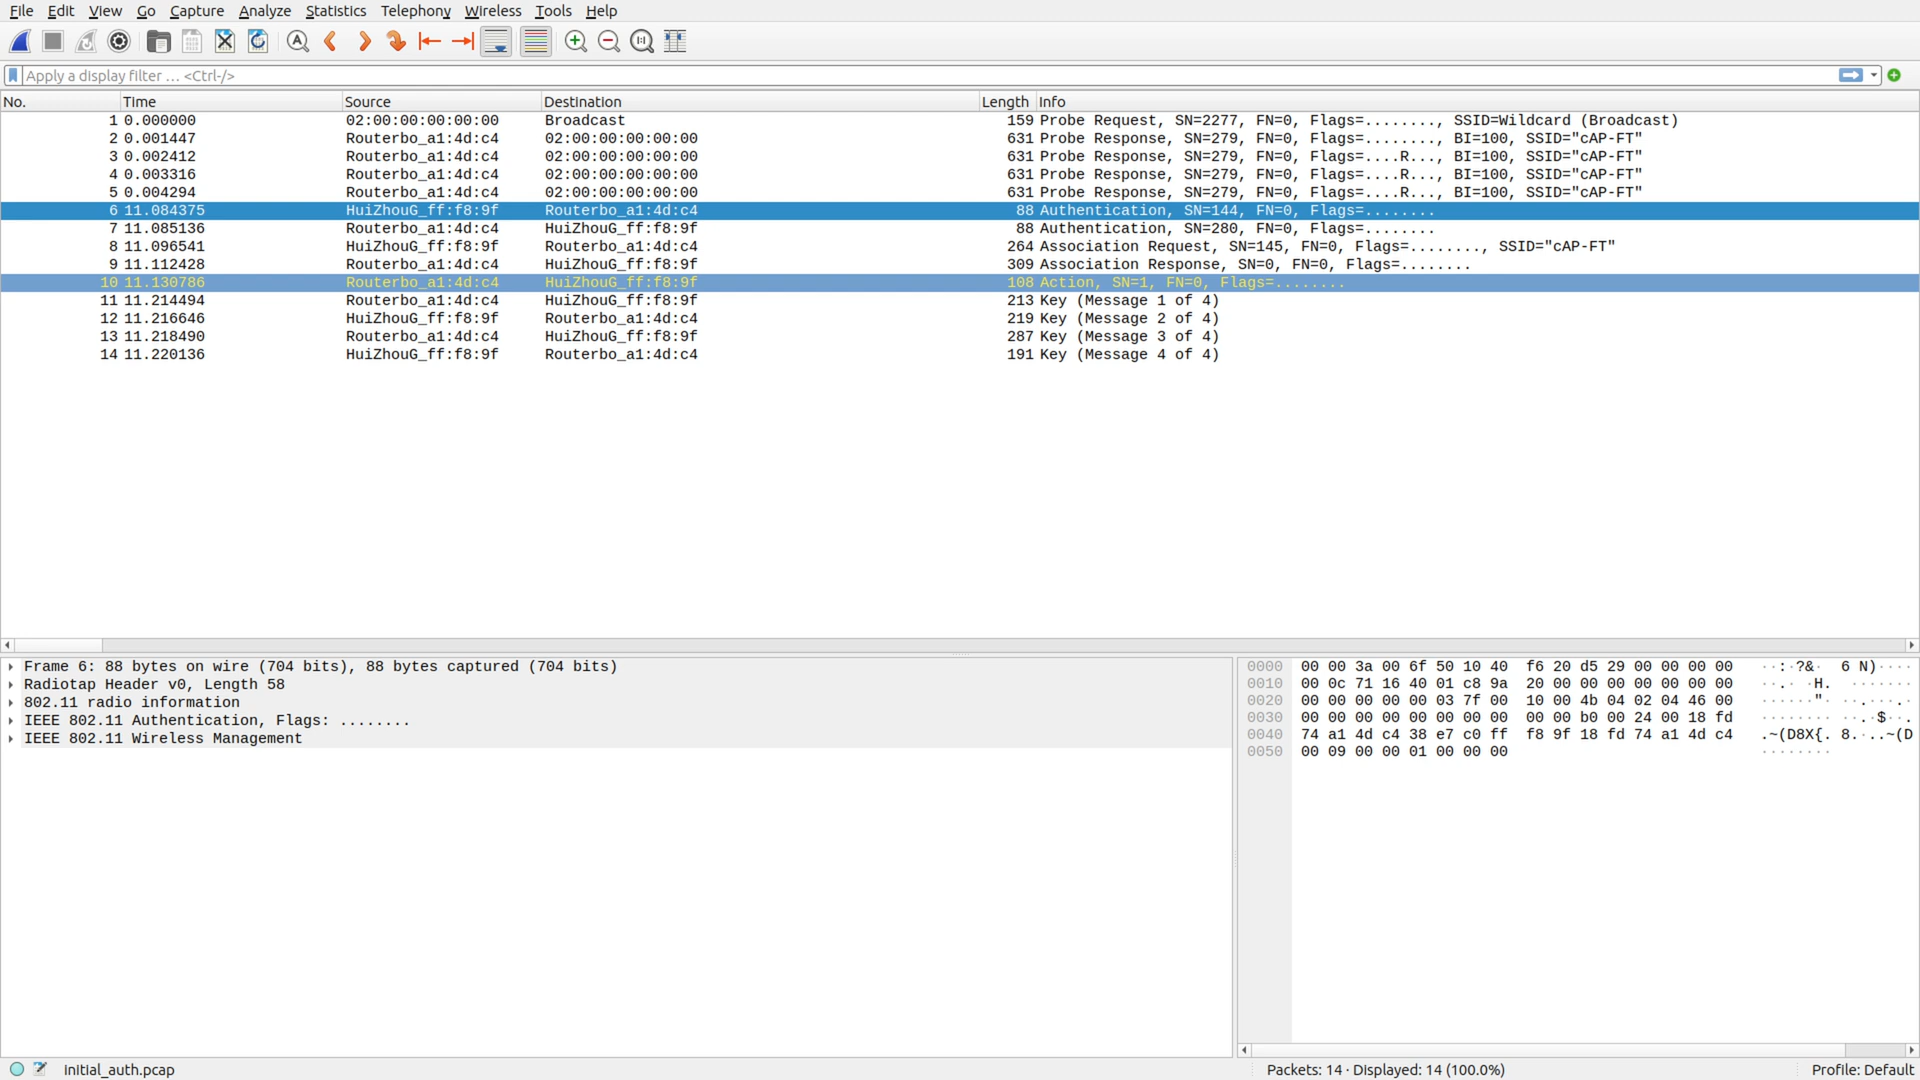 File Edit View Go Capture Analyze Statistics Telephony Wireless Tools Help
Apply a display filter … <Ctrl-/>
No. Time Source Destination Length Info
1 0.000000 02:00:00:00:00:00 Broadcast 159 Probe Request, SN=2277, FN=0, Flags=........, SSID=Wildcard (Broadcast)
2 0.001447 Routerbo_a1:4d:c4 02:00:00:00:00:00 631 Probe Response, SN=279, FN=0, Flags=........, BI=100, SSID="cAP-FT"
3 0.002412 Routerbo_a1:4d:c4 02:00:00:00:00:00 631 Probe Response, SN=279, FN=0, Flags=....R..., BI=100, SSID="cAP-FT"
4 0.003316 Routerbo_a1:4d:c4 02:00:00:00:00:00 631 Probe Response, SN=279, FN=0, Flags=....R..., BI=100, SSID="cAP-FT"
5 0.004294 Routerbo_a1:4d:c4 02:00:00:00:00:00 631 Probe Response, SN=279, FN=0, Flags=....R..., BI=100, SSID="cAP-FT"
6 11.084375 HuiZhouG_ff:f8:9f Routerbo_a1:4d:c4 88 Authentication, SN=144, FN=0, Flags=........
7 11.085136 Routerbo_a1:4d:c4 HuiZhouG_ff:f8:9f 88 Authentication, SN=280, FN=0, Flags=........
8 11.096541 HuiZhouG_ff:f8:9f Routerbo_a1:4d:c4 264 Association Request, SN=145, FN=0, Flags=........, SSID="cAP-FT"
9 11.112428 Routerbo_a1:4d:c4 HuiZhouG_ff:f8:9f 309 Association Response, SN=0, FN=0, Flags=........
10 11.130786 Routerbo_a1:4d:c4 HuiZhouG_ff:f8:9f 108 Action, SN=1, FN=0, Flags=........
11 11.214494 Routerbo_a1:4d:c4 HuiZhouG_ff:f8:9f 213 Key (Message 1 of 4)
12 11.216646 HuiZhouG_ff:f8:9f Routerbo_a1:4d:c4 219 Key (Message 2 of 4)
13 11.218490 Routerbo_a1:4d:c4 HuiZhouG_ff:f8:9f 287 Key (Message 3 of 4)
14 11.220136 HuiZhouG_ff:f8:9f Routerbo_a1:4d:c4 191 Key (Message 4 of 4)
Frame 6: 88 bytes on wire (704 bits), 88 bytes captured (704 bits)
Radiotap Header v0, Length 58
802.11 radio information
IEEE 802.11 Authentication, Flags: ........
IEEE 802.11 Wireless Management
0000 00 00 3a 00 6f 50 10 40 f6 20 d5 29 00 00 00 00 ··:·?&· 6 N)····
0010 00 0c 71 16 40 01 c8 9a 20 00 00 00 00 00 00 00 ··.· ·H. ·······
0020 00 00 00 00 00 03 7f 00 10 00 4b 04 02 04 46 00 ······" ··.··.·
0030 00 00 00 00 00 00 00 00 00 00 b0 00 24 00 18 fd ········ ··.·$·.
0040 74 a1 4d c4 38 e7 c0 ff f8 9f 18 fd 74 a1 4d c4 .~(D8X{. 8.·..~(D
0050 00 09 00 00 01 00 00 00 ········
initial_auth.pcap Packets: 14 · Displayed: 14 (100.0%) Profile: Default